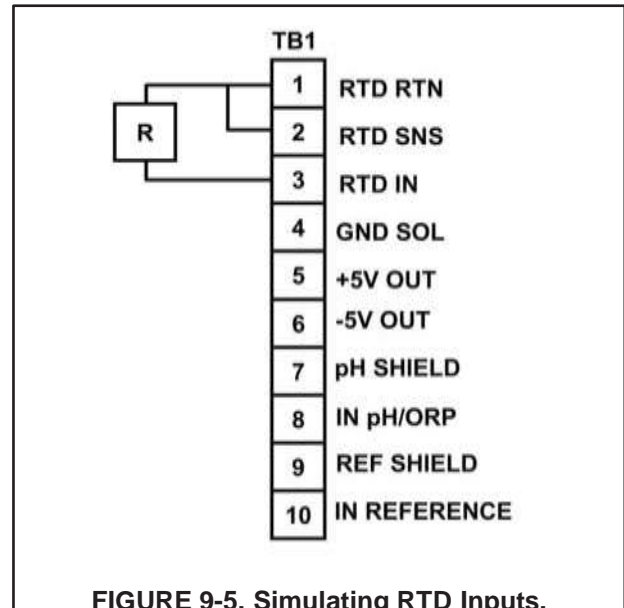 TB1
1 RTD RTN
R
2 RTD SNS
3 RTD IN
4 GND SOL
5 +5V OUT
6 -5V OUT
7 pH SHIELD
8 IN pH/ORP
9 REF SHIELD
10 IN REFERENCE
FIGURE 9-5. Simulating RTD Inputs.